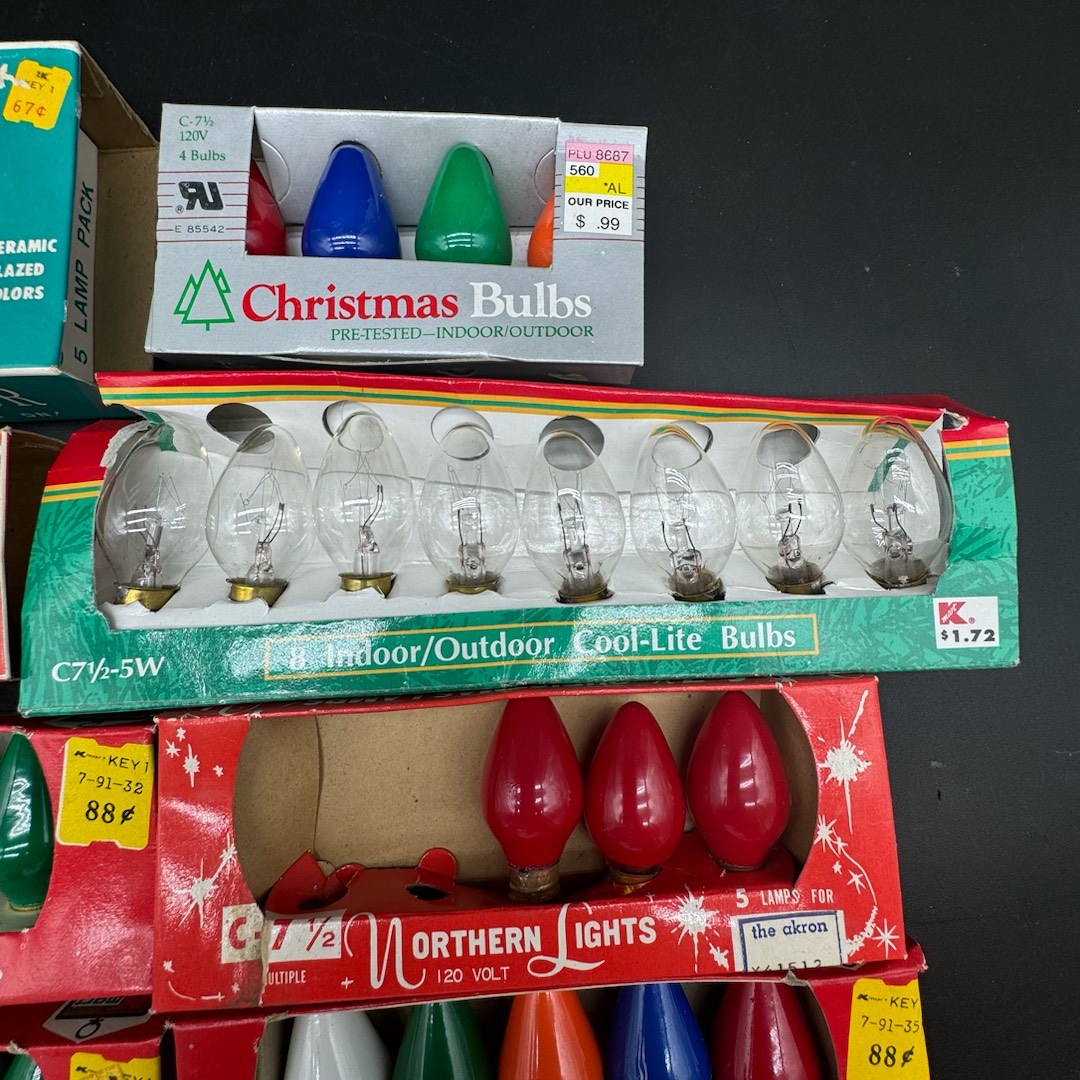 KEY 1
67¢
ERAMIC
LAZED
OLORS
5 LAMP PACK
C-7½
120V
4 Bulbs
E 85542
PLU 8687
560
*AL
OUR PRICE
$ .99
Christmas Bulbs
PRE-TESTED—INDOOR/OUTDOOR
C7½-5W
8 Indoor/Outdoor Cool-Lite Bulbs
K
$1.72
KEY 1
7-91-32
88¢
C-7½
NORTHERN LIGHTS
ULTIPLE
120 VOLT
5 LAMPS FOR
the akron
KEY
7-91-35
88¢
KEY